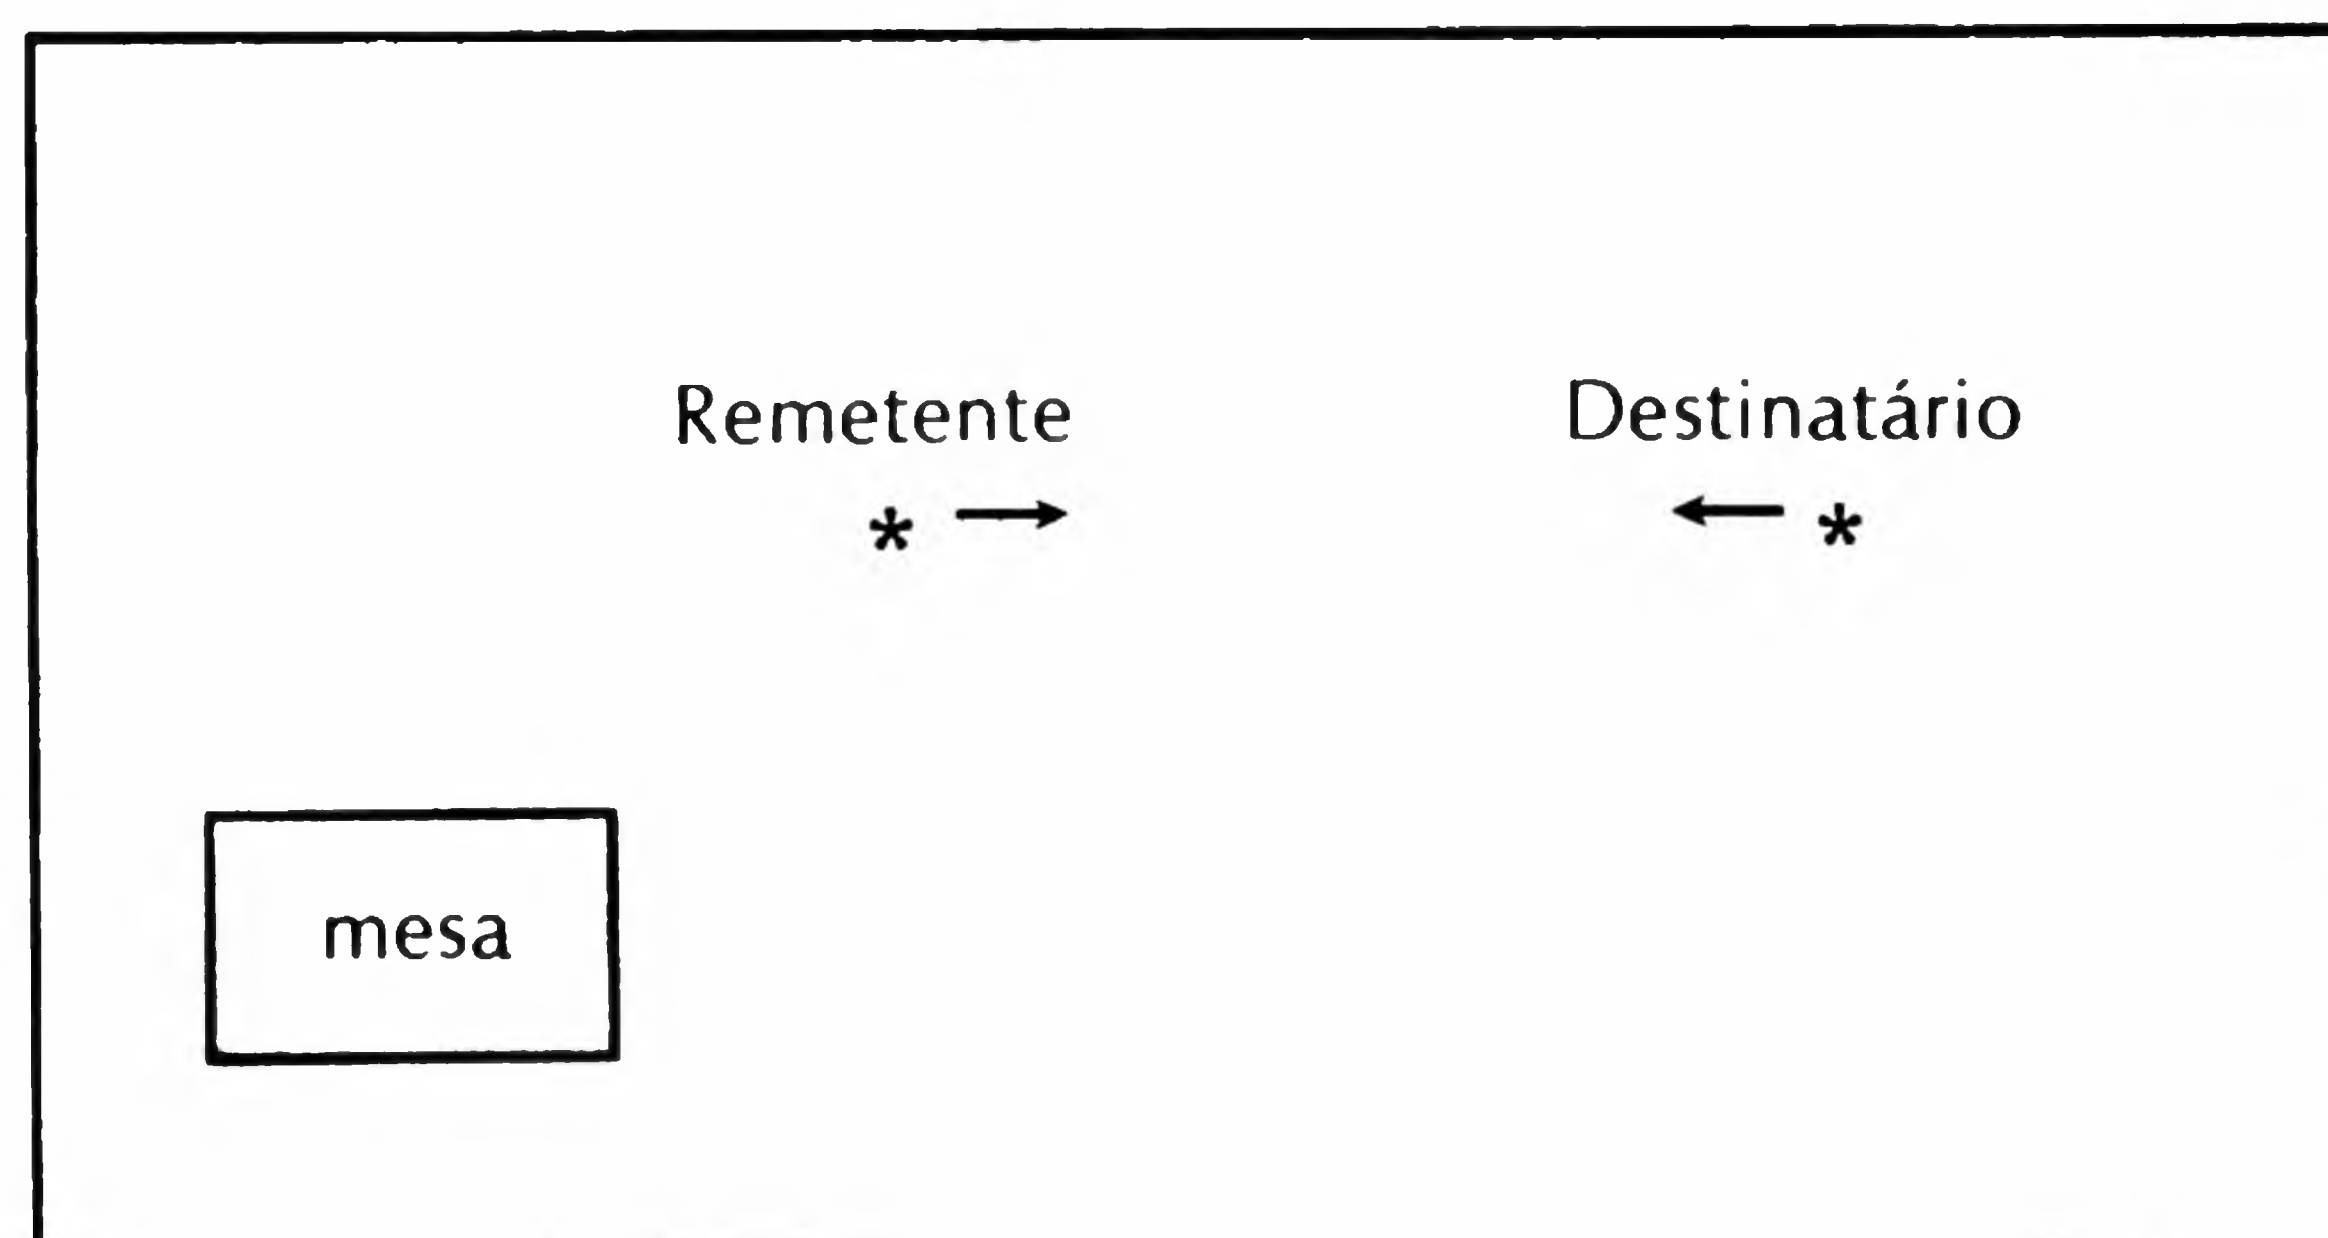 Remetente Destinatário
* → ← *
mesa